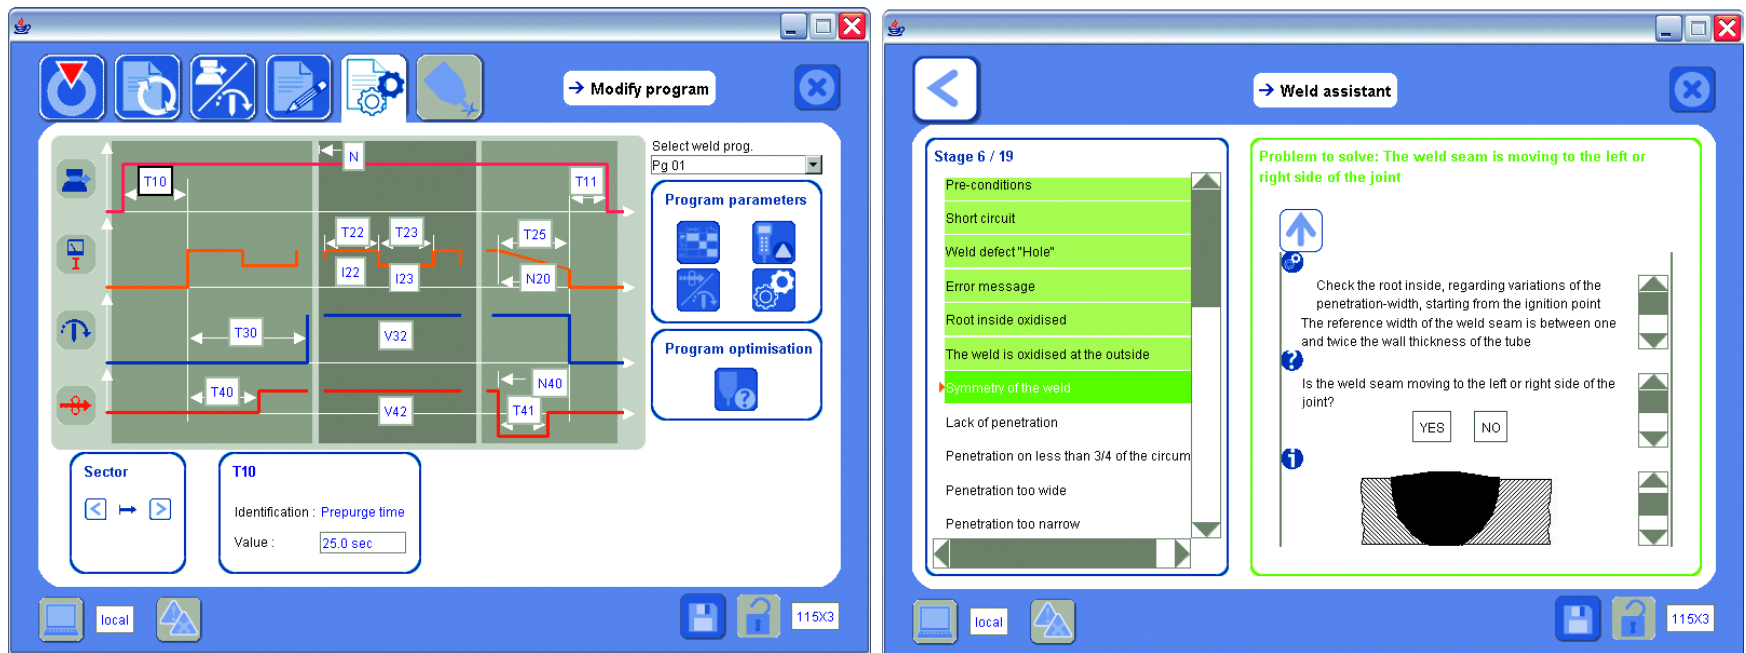 Modify program
N
T10
T11
T22
T23
T25
I
I22
I23
N20
T30
V32
T40
V42
N40
T41
Select weld prog.
Pg 01
Program parameters
Program optimisation
?
Sector
T10
Identification : Prepurge time
Value : 25.0 sec
local
115X3
Weld assistant
Stage 6 / 19
Pre-conditions
Short circuit
Weld defect "Hole"
Error message
Root inside oxidised
The weld is oxidised at the outside
Symmetry of the weld
Lack of penetration
Penetration on less than 3/4 of the circum
Penetration too wide
Penetration too narrow
Problem to solve: The weld seam is moving to the left or
right side of the joint
Check the root inside, regarding variations of the
penetration-width, starting from the ignition point
The reference width of the weld seam is between one
and twice the wall thickness of the tube
?
Is the weld seam moving to the left or right side of the
joint?
YES NO
i
local
115X3